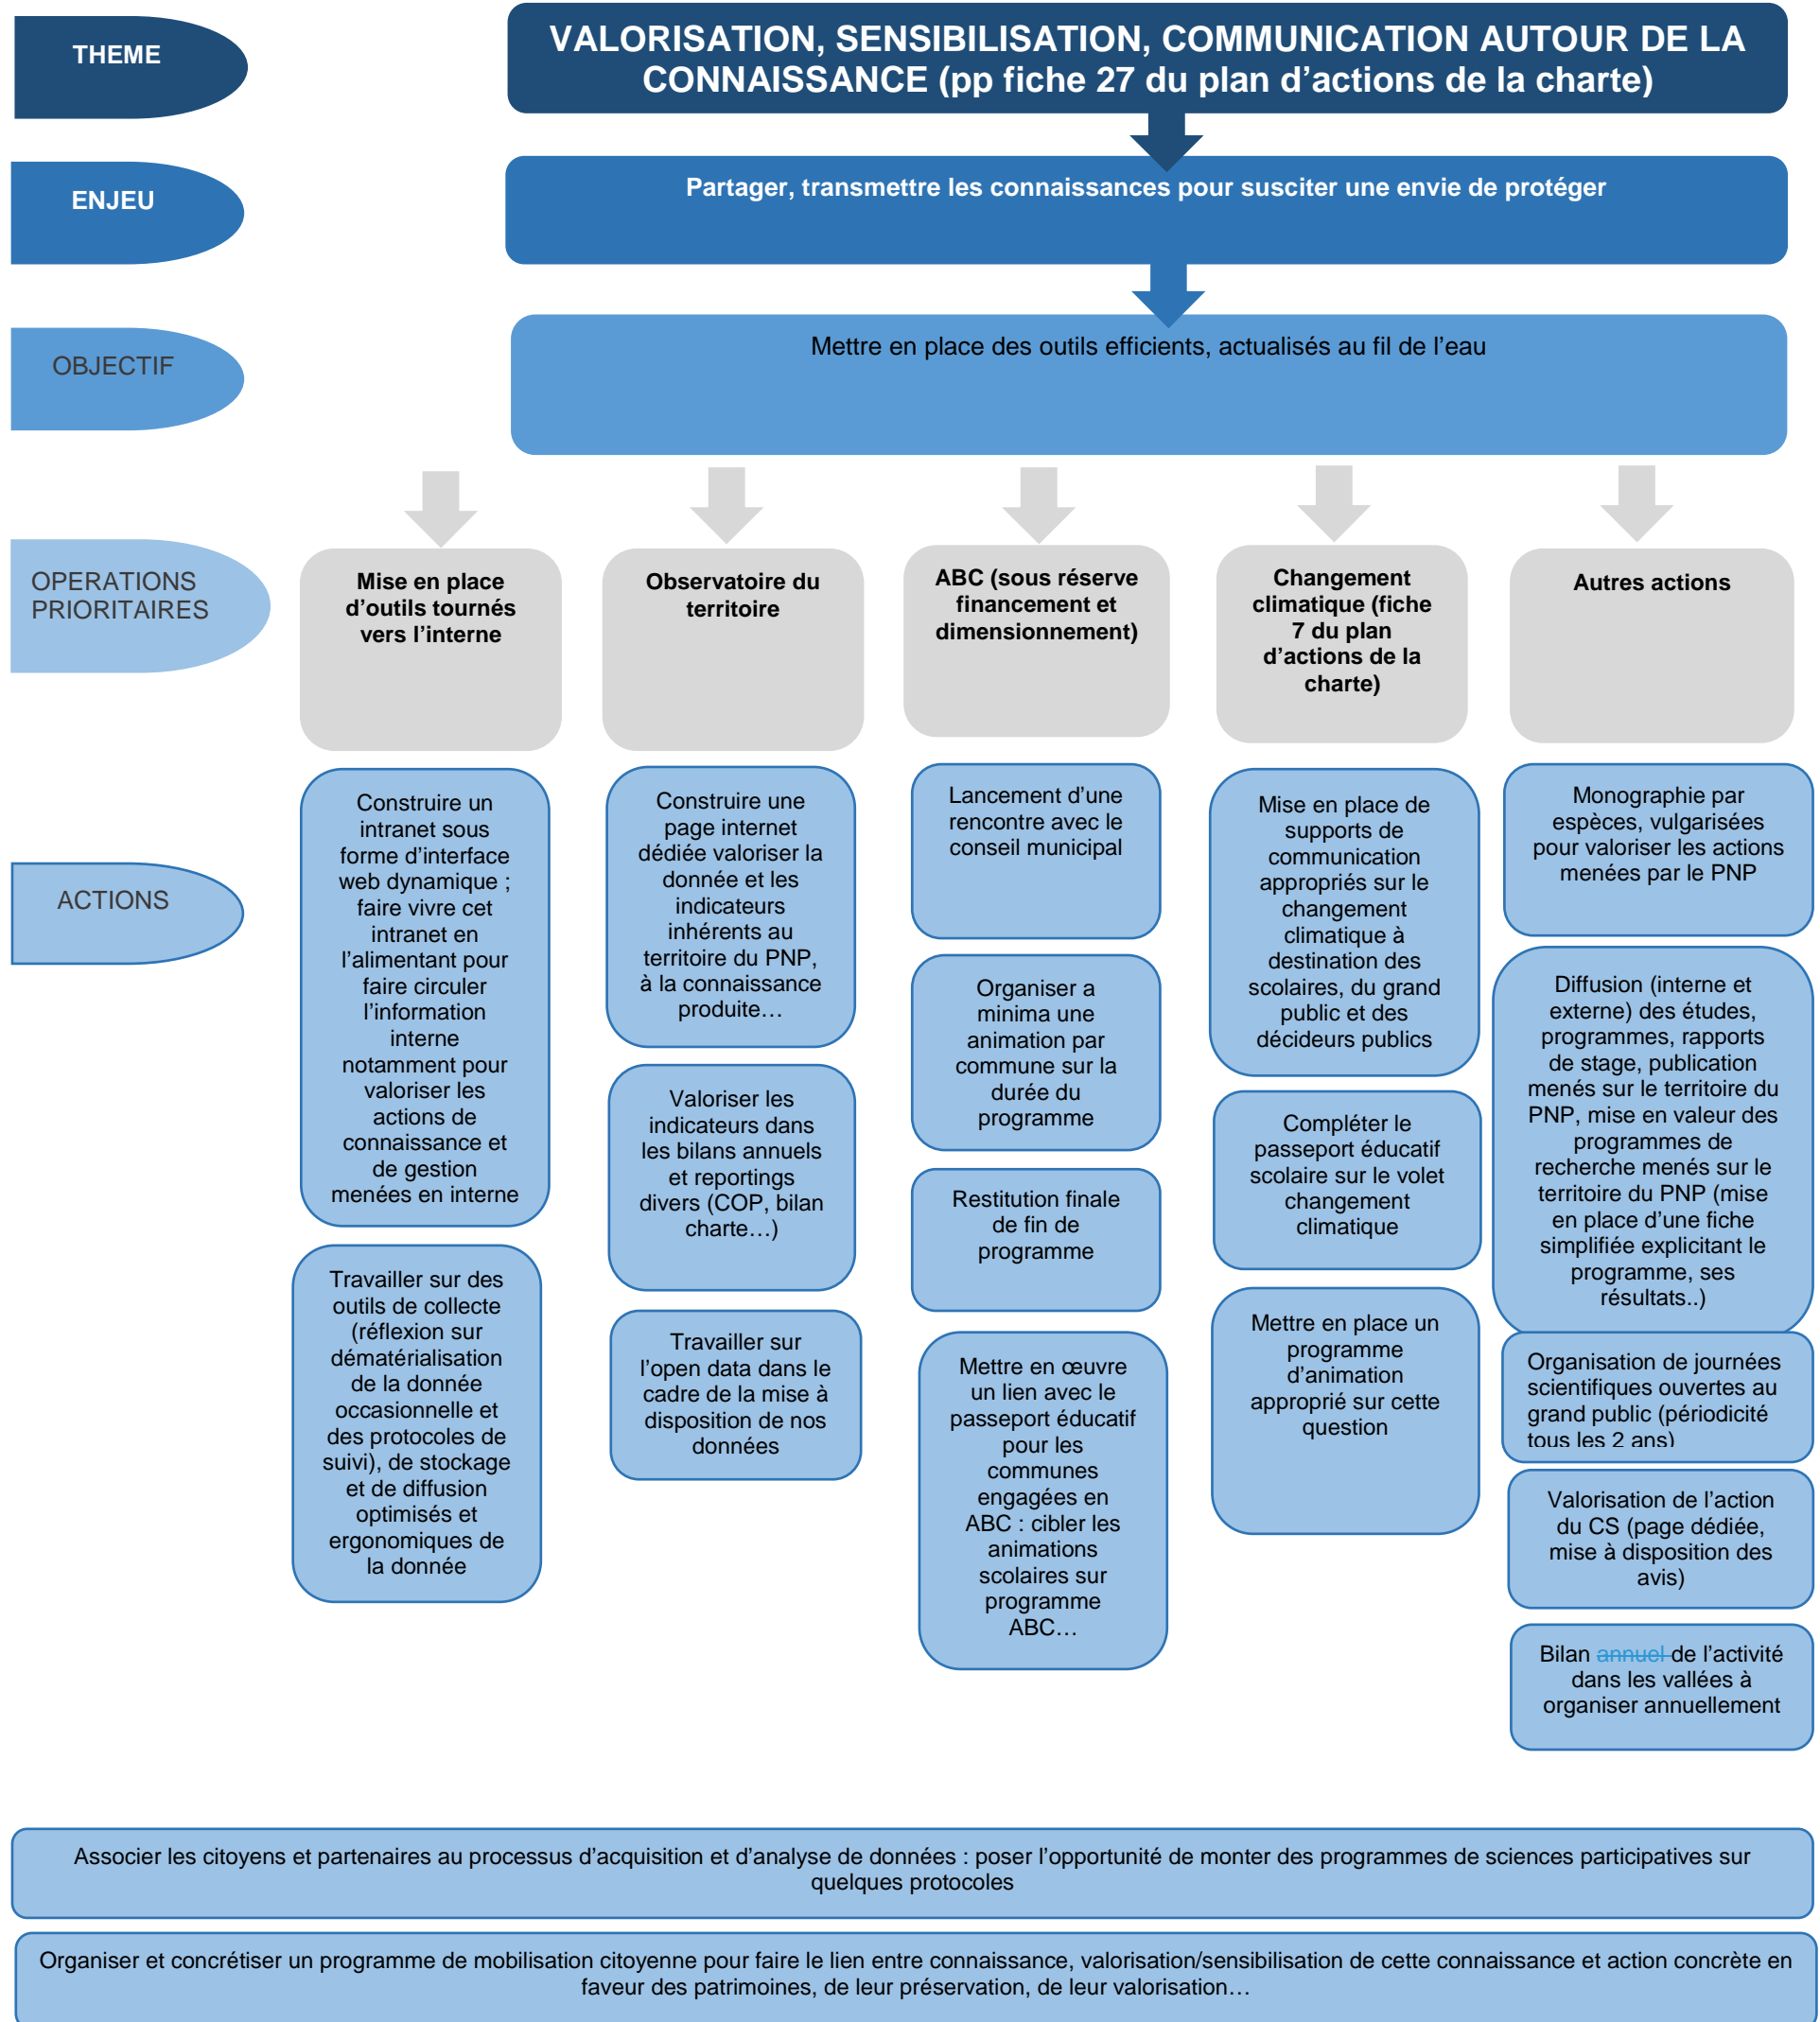 THEME
VALORISATION, SENSIBILISATION, COMMUNICATION AUTOUR DE LA
CONNAISSANCE (pp fiche 27 du plan d’actions de la charte)
ENJEU
Partager, transmettre les connaissances pour susciter une envie de protéger
OBJECTIF
Mettre en place des outils efficients, actualisés au fil de l’eau
OPERATIONS
PRIORITAIRES
Mise en place
d’outils tournés
vers l’interne
Observatoire du
territoire
ABC (sous réserve
financement et
dimensionnement)
Changement
climatique (fiche
7 du plan
d’actions de la
charte)
Autres actions
ACTIONS
Construire un
intranet sous
forme d’interface
web dynamique ;
faire vivre cet
intranet en
l’alimentant pour
faire circuler
l’information
interne
notamment pour
valoriser les
actions de
connaissance et
de gestion
menées en interne
Travailler sur des
outils de collecte
(réflexion sur
dématérialisation
de la donnée
occasionnelle et
des protocoles de
suivi), de stockage
et de diffusion
optimisés et
ergonomiques de
la donnée
Construire une
page internet
dédiée valoriser la
donnée et les
indicateurs
inhérents au
territoire du PNP,
à la connaissance
produite…
Valoriser les
indicateurs dans
les bilans annuels
et reportings
divers (COP, bilan
charte…)
Travailler sur
l’open data dans le
cadre de la mise à
disposition de nos
données
Lancement d’une
rencontre avec le
conseil municipal
Organiser a
minima une
animation par
commune sur la
durée du
programme
Restitution finale
de fin de
programme
Mettre en œuvre
un lien avec le
passeport éducatif
pour les
communes
engagées en
ABC : cibler les
animations
scolaires sur
programme
ABC…
Mise en place de
supports de
communication
appropriés sur le
changement
climatique à
destination des
scolaires, du grand
public et des
décideurs publics
Compléter le
passeport éducatif
scolaire sur le volet
changement
climatique
Mettre en place un
programme
d’animation
approprié sur cette
question
Monographie par
espèces, vulgarisées
pour valoriser les actions
menées par le PNP
Diffusion (interne et
externe) des études,
programmes, rapports
de stage, publication
menés sur le territoire du
PNP, mise en valeur des
programmes de
recherche menés sur le
territoire du PNP (mise
en place d’une fiche
simplifiée explicitant le
programme, ses
résultats..)
Organisation de journées
scientifiques ouvertes au
grand public (périodicité
tous les 2 ans)
Valorisation de l’action
du CS (page dédiée,
mise à disposition des
avis)
Bilan annuel de l’activité
dans les vallées à
organiser annuellement
Associer les citoyens et partenaires au processus d’acquisition et d’analyse de données : poser l’opportunité de monter des programmes de sciences participatives sur
quelques protocoles
Organiser et concrétiser un programme de mobilisation citoyenne pour faire le lien entre connaissance, valorisation/sensibilisation de cette connaissance et action concrète en
faveur des patrimoines, de leur préservation, de leur valorisation…